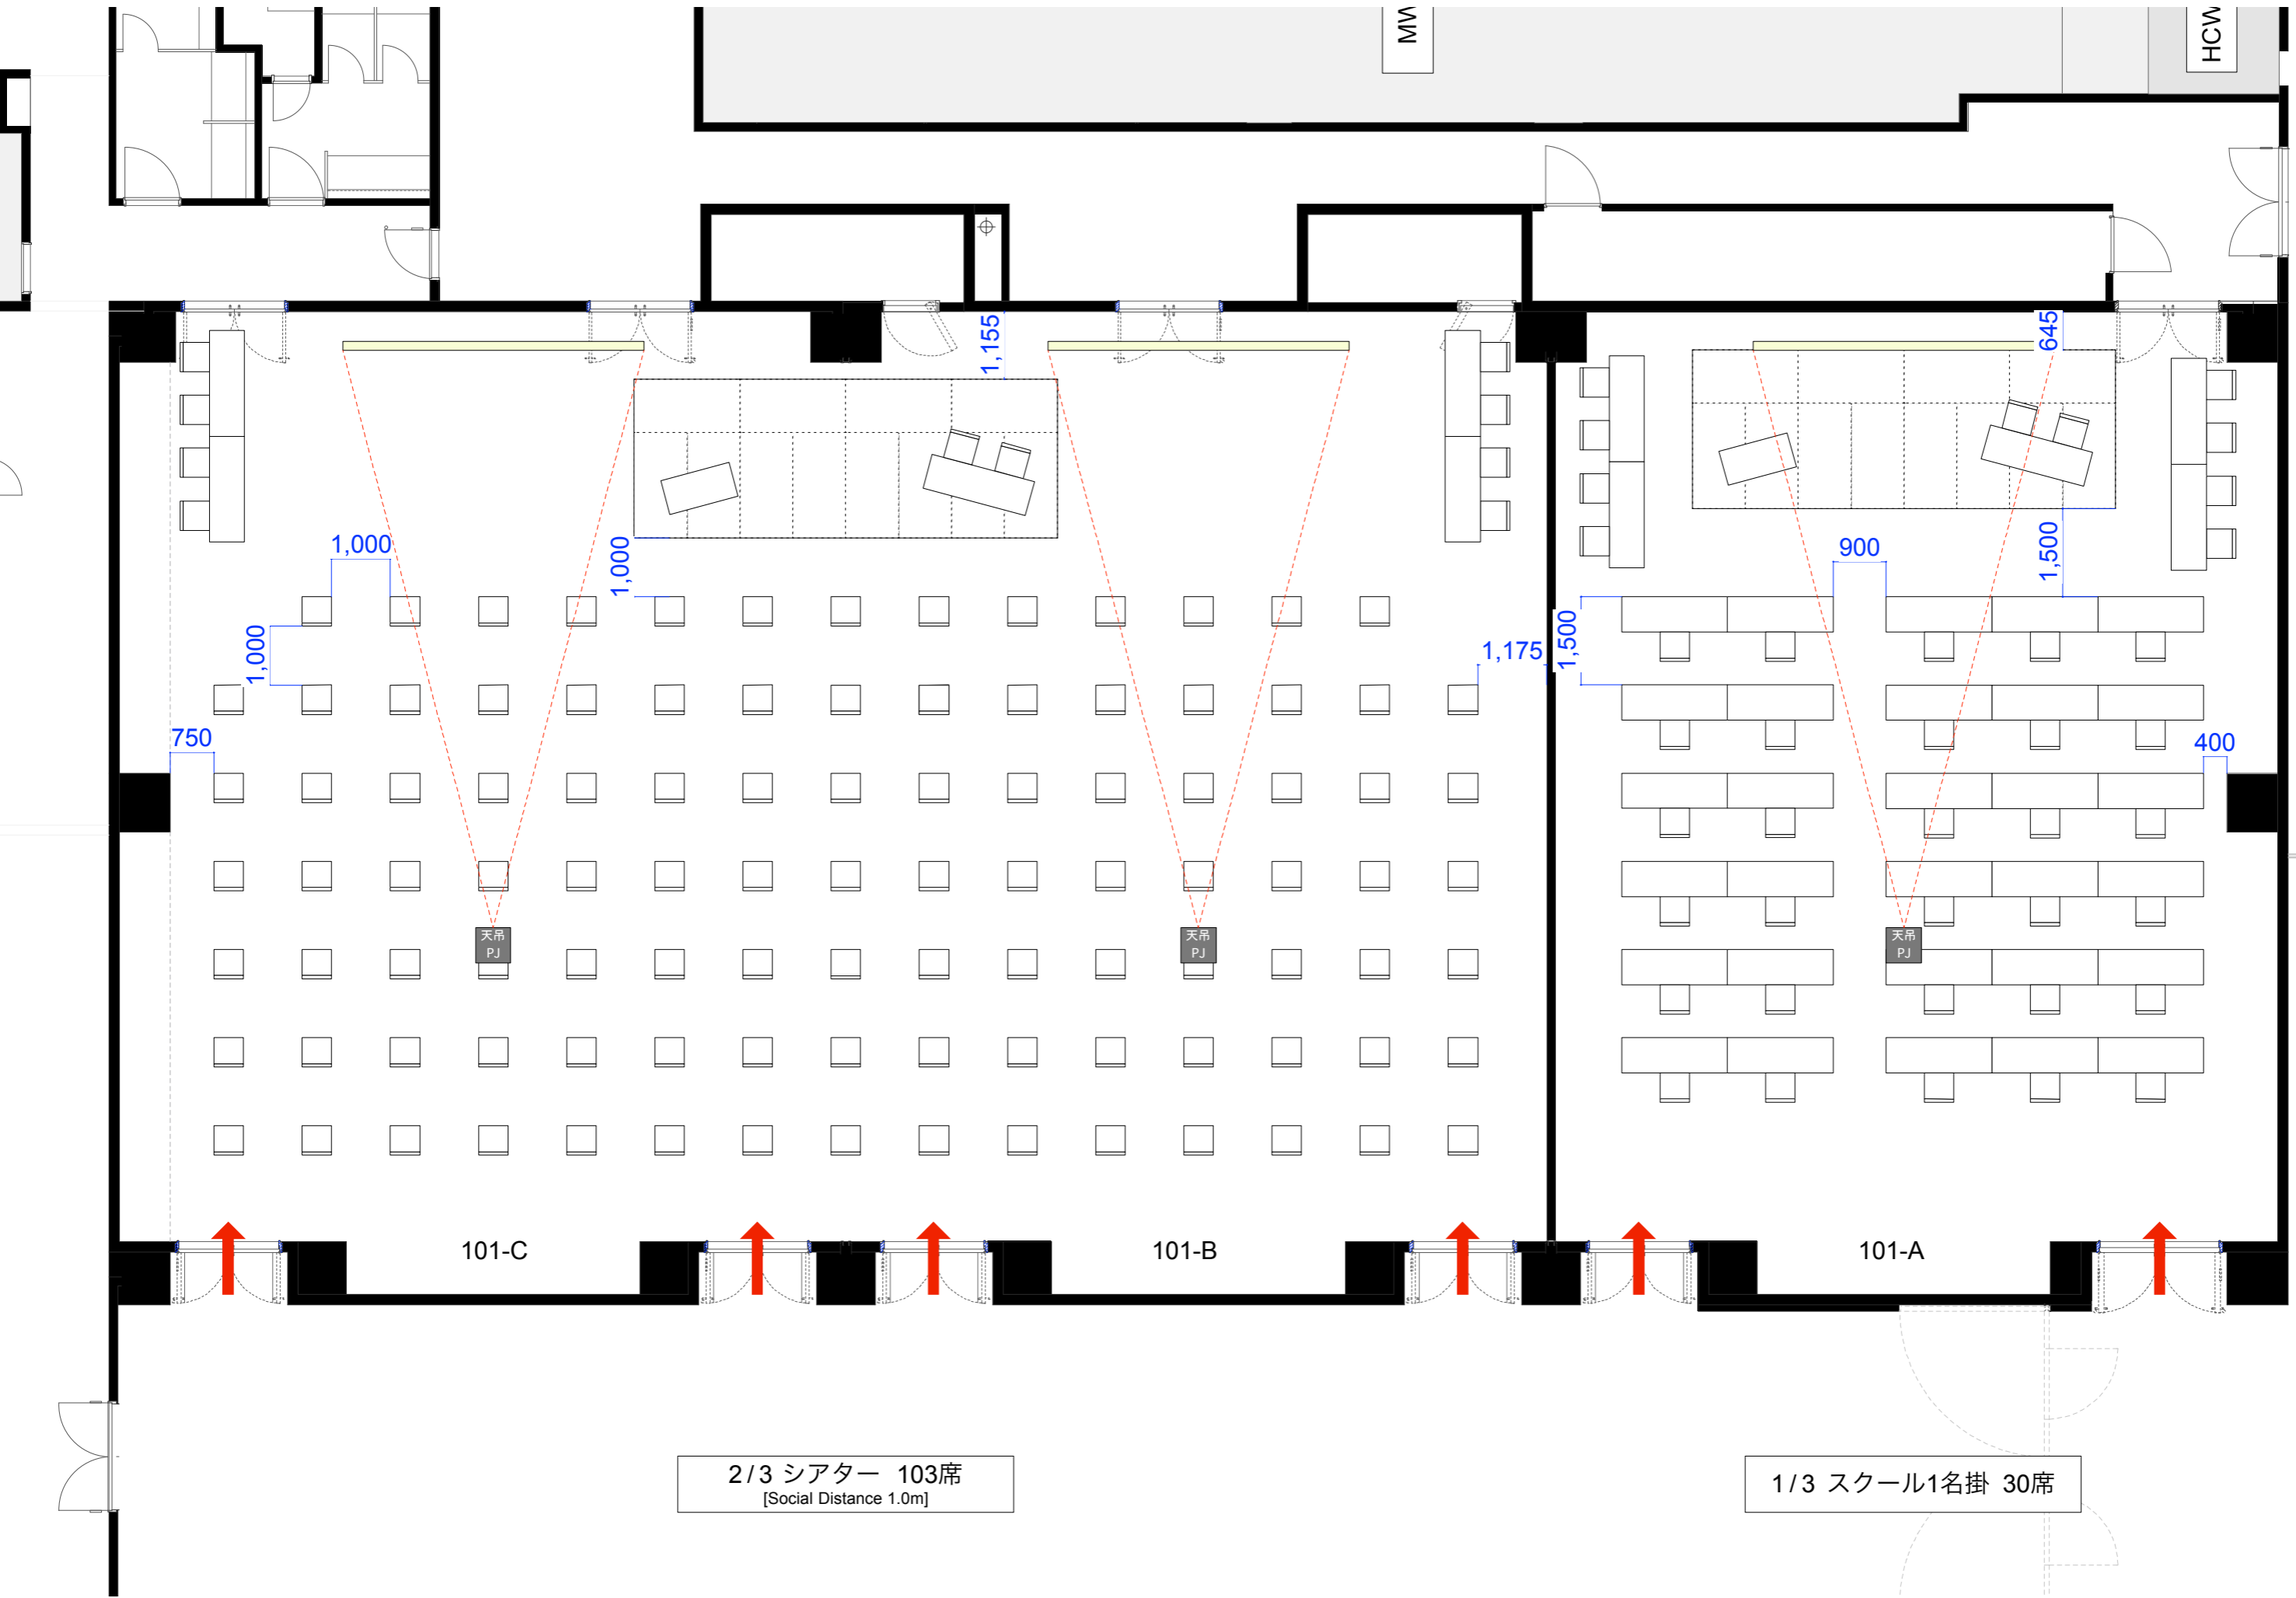 MW
HCW
1,155
645
1,000
1,000
900
1,500
1,000
1,175
1,500
750
400
天吊
PJ
天吊
PJ
天吊
PJ
101-C
101-B
101-A
2/3 シアター 103席
[Social Distance 1.0m]
1/3 スクール1名掛 30席